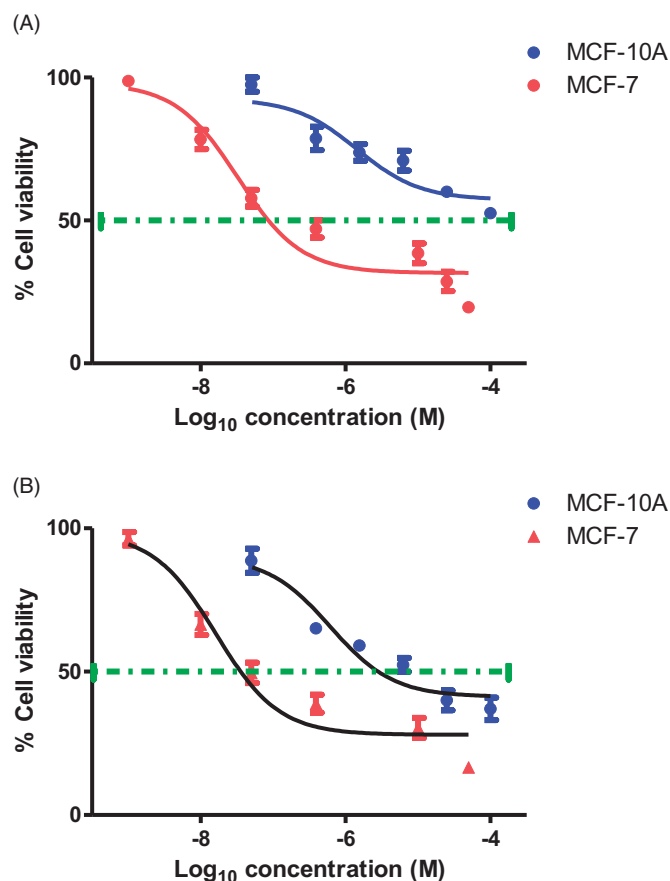 (A)
MCF-10A
MCF-7
100
50
0
% Cell viability
-8
-6
-4
Log₁₀ concentration (M)
(B)
MCF-10A
MCF-7
100
50
0
% Cell viability
-8
-6
-4
Log₁₀ concentration (M)